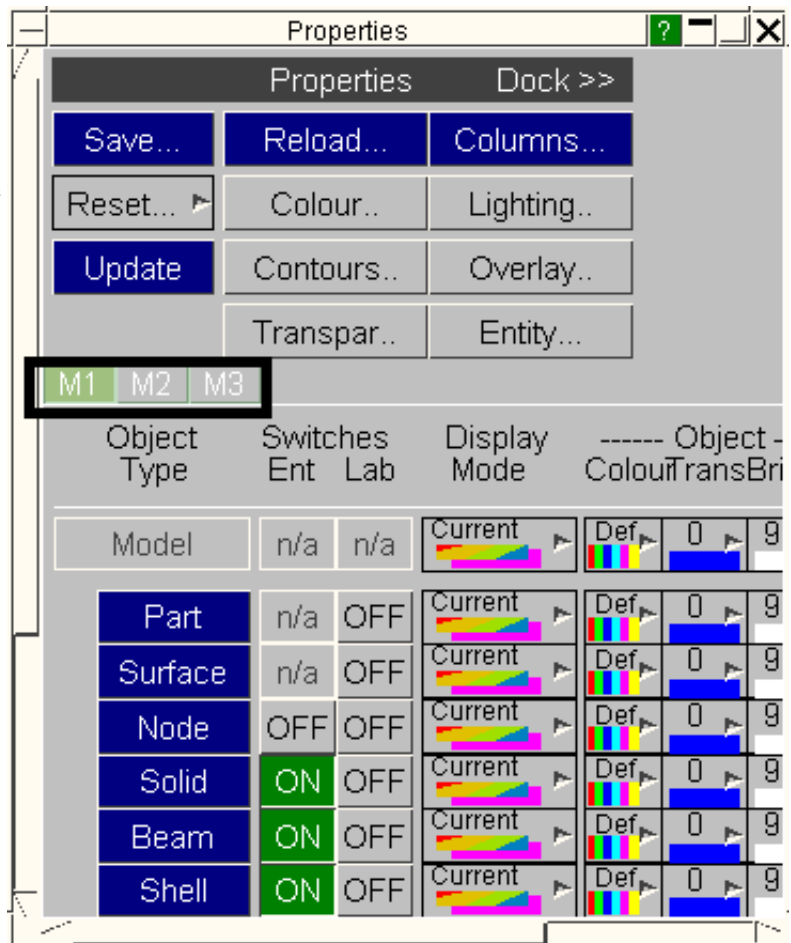 Properties ?
Properties Dock >>
Save... Reload... Columns...
Reset... Colour.. Lighting..
Update Contours.. Overlay..
Transpar.. Entity...
M1 M2 M3
Object Switches Display ------ Object -
Type Ent Lab Mode Colour Trans Bri
Model n/a n/a Current Def 0 9
Part n/a OFF Current Def 0 9
Surface n/a OFF Current Def 0 9
Node OFF OFF Current Def 0 9
Solid ON OFF Current Def 0 9
Beam ON OFF Current Def 0 9
Shell ON OFF Current Def 0 9